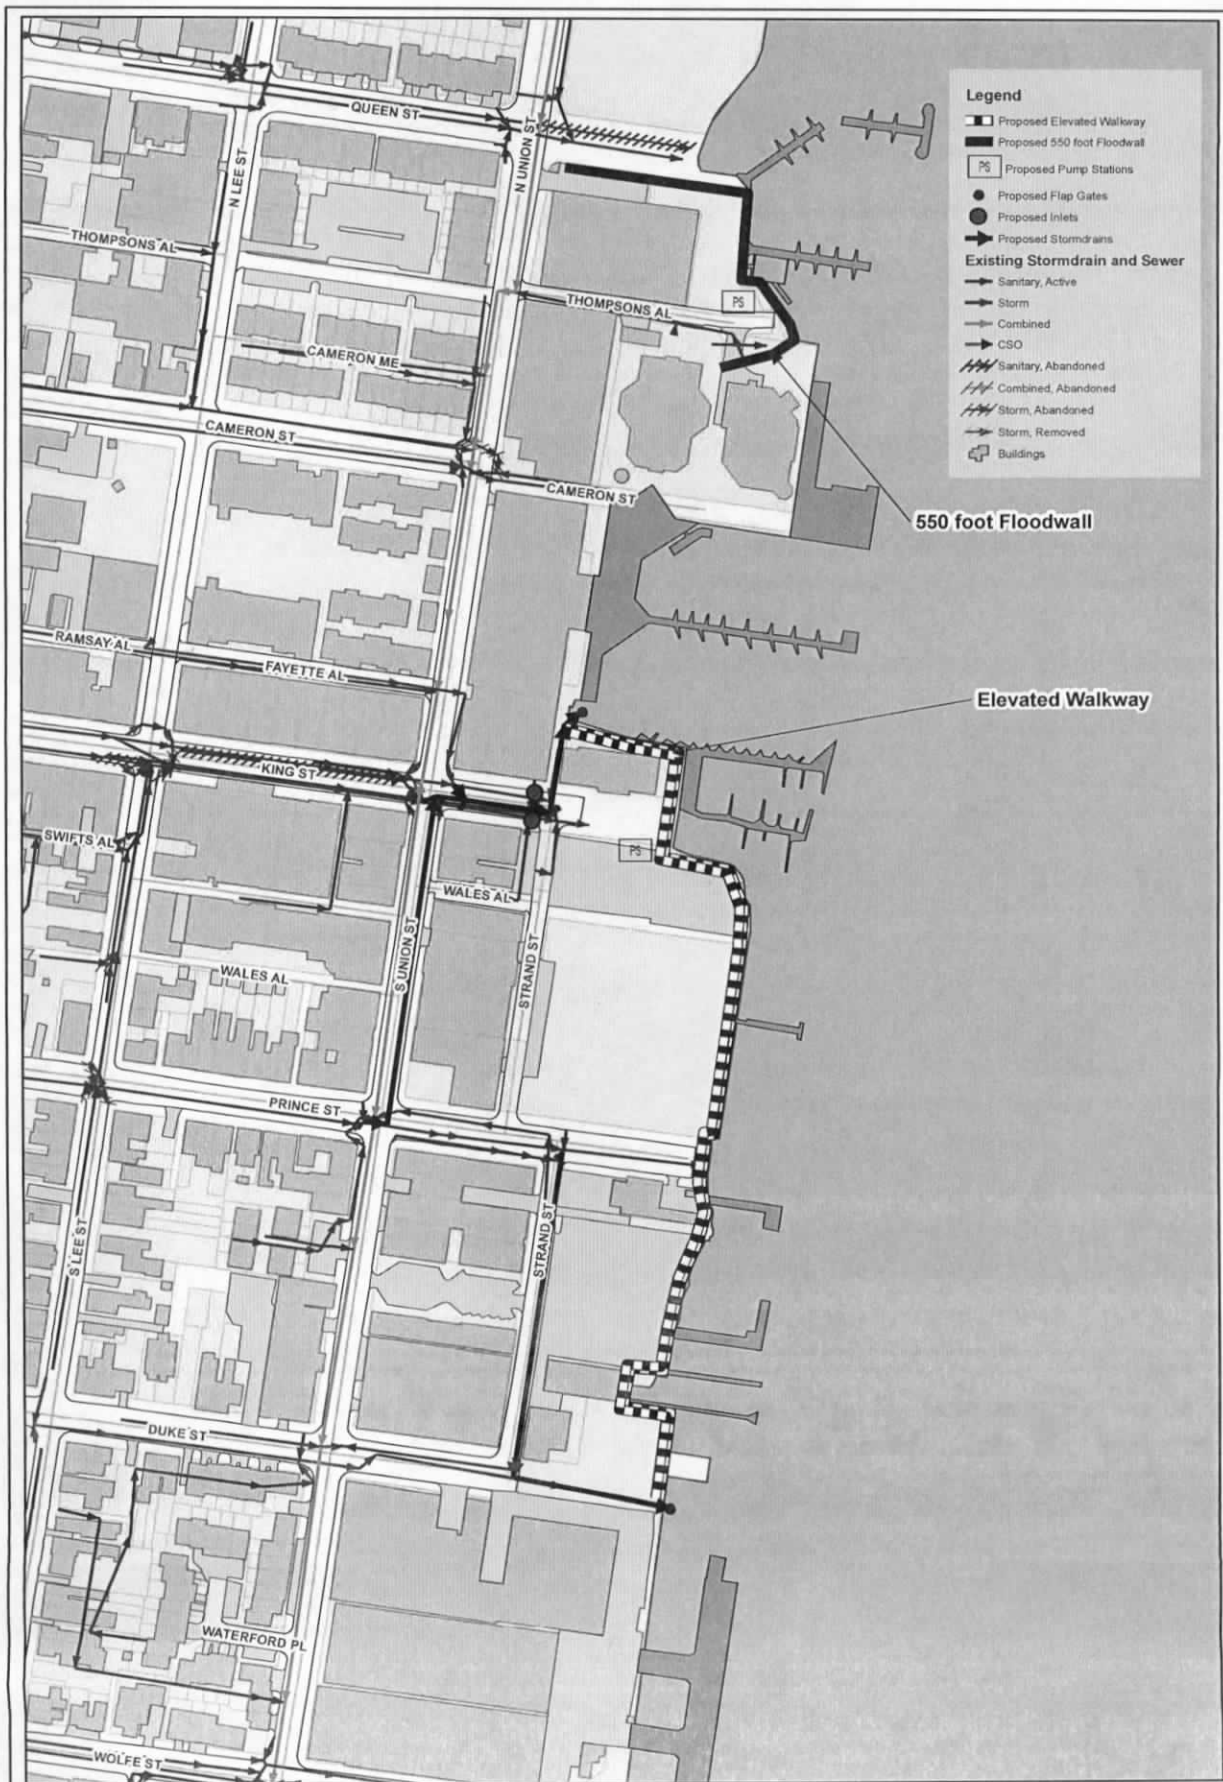 Legend
Proposed Elevated Walkway
Proposed 550 foot Floodwall
PS Proposed Pump Stations
Proposed Flap Gates
Proposed Inlets
Proposed Stormdrains
Existing Stormdrain and Sewer
Sanitary, Active
Storm
Combined
CSO
Sanitary, Abandoned
Combined, Abandoned
Storm, Abandoned
Storm, Removed
Buildings
QUEEN ST
N UNION ST
N LEE ST
THOMPSONS AL
THOMPSONS AL
PS
CAMERON ME
CAMERON ST
CAMERON ST
550 foot Floodwall
RAMSAY AL
FAYETTE AL
Elevated Walkway
KING ST
SWIFTS AL
PS
WALES AL
S UNION ST
STRAND ST
WALES AL
PRINCE ST
S LEE ST
STRAND ST
DUKE ST
WATERFORD PL
WOLFE ST